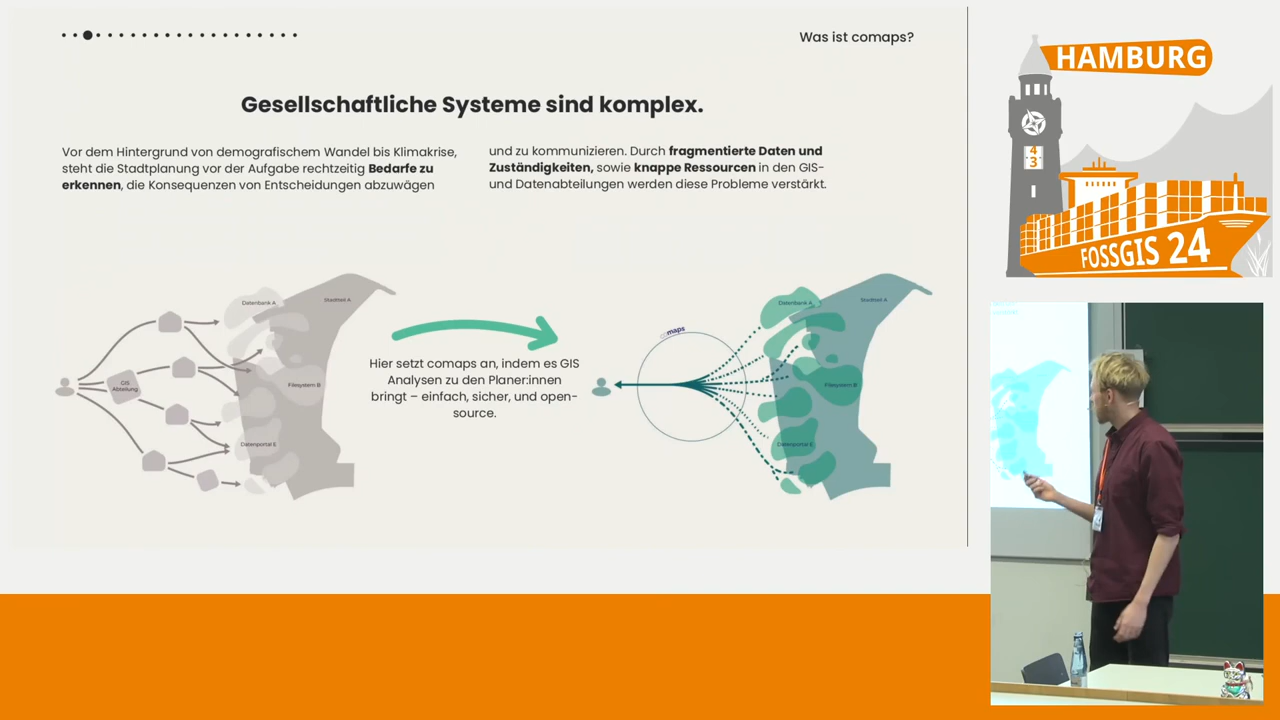 Was ist comaps?
Gesellschaftliche Systeme sind komplex.
Vor dem Hintergrund von demografischem Wandel bis Klimakrise,
steht die Stadtplanung vor der Aufgabe rechtzeitig Bedarfe zu
erkennen, die Konsequenzen von Entscheidungen abzuwägen
und zu kommunizieren. Durch fragmentierte Daten und
Zuständigkeiten, sowie knappe Ressourcen in den GIS-
und Datenabteilungen werden diese Probleme verstärkt.
Datenbank A
Stadtteil A
GIS
Abteilung
Filesystem B
Datenportal E
Hier setzt comaps an, indem es GIS
Analysen zu den Planer:innen
bringt – einfach, sicher, und open-
source.
comaps
Datenbank A
Stadtteil A
Filesystem B
Datenportal E
HAMBURG
4
3
FOSSGIS 24